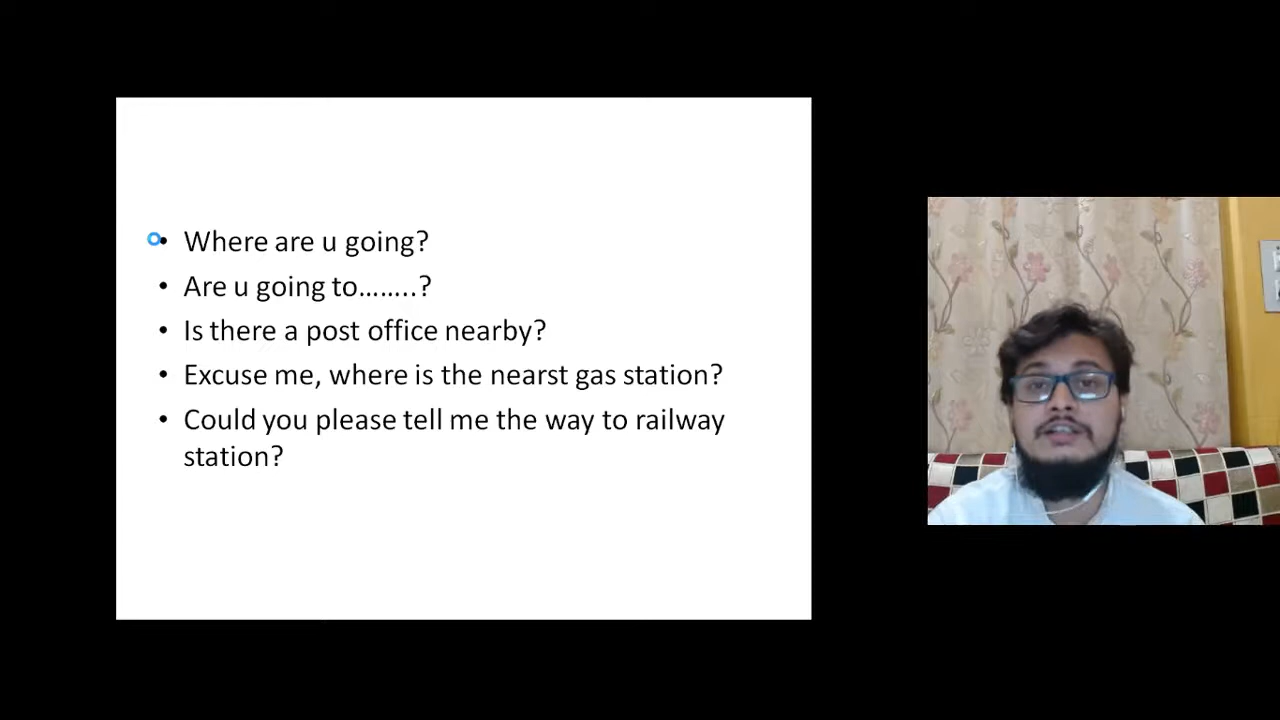 • Where are u going?
• Are u going to……..?
• Is there a post office nearby?
• Excuse me, where is the nearst gas station?
• Could you please tell me the way to railway
station?